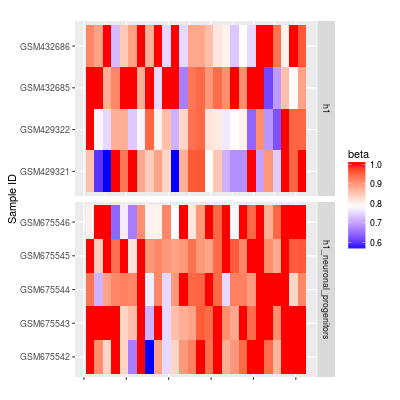 GSM432686
GSM432685
GSM429322
GSM429321
h1
GSM675546
GSM675545
GSM675544
GSM675543
GSM675542
h1_neuronal_progenitors
Sample ID
beta
1.0
0.9
0.8
0.7
0.6